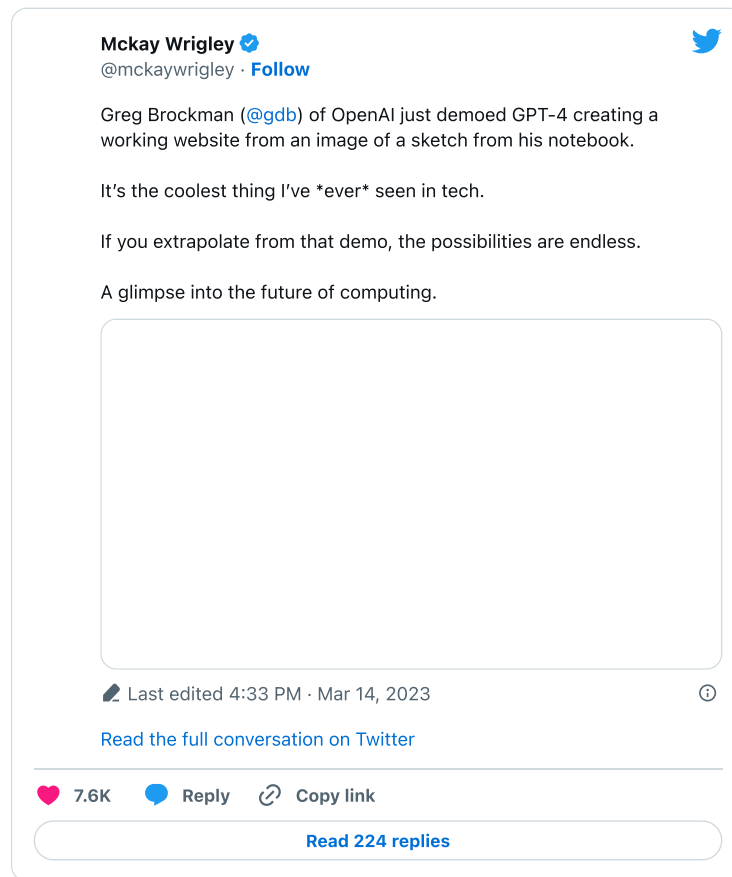 Mckay Wrigley
@mckaywrigley · Follow
Greg Brockman (@gdb) of OpenAI just demoed GPT-4 creating a
working website from an image of a sketch from his notebook.
It’s the coolest thing I’ve *ever* seen in tech.
If you extrapolate from that demo, the possibilities are endless.
A glimpse into the future of computing.
Last edited 4:33 PM · Mar 14, 2023
Read the full conversation on Twitter
7.6K Reply Copy link
Read 224 replies